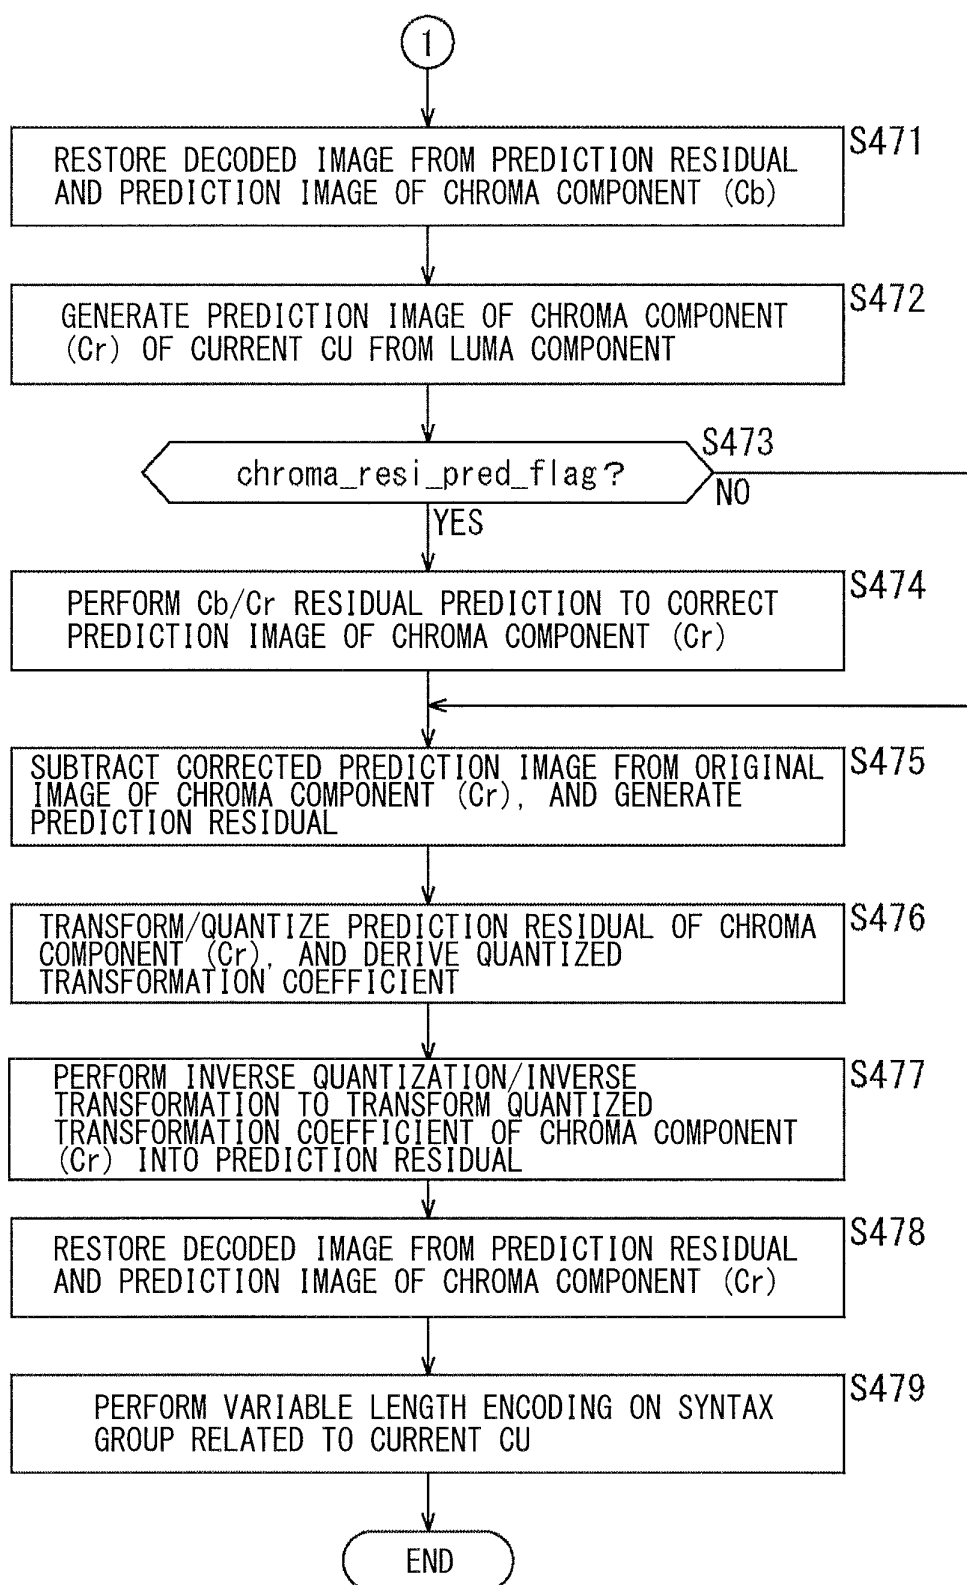 1
S471
RESTORE DECODED IMAGE FROM PREDICTION RESIDUAL
AND PREDICTION IMAGE OF CHROMA COMPONENT (Cb)
S472
GENERATE PREDICTION IMAGE OF CHROMA COMPONENT
(Cr) OF CURRENT CU FROM LUMA COMPONENT
S473
chroma_resi_pred_flag?
NO
YES
S474
PERFORM Cb/Cr RESIDUAL PREDICTION TO CORRECT
PREDICTION IMAGE OF CHROMA COMPONENT (Cr)
S475
SUBTRACT CORRECTED PREDICTION IMAGE FROM ORIGINAL
IMAGE OF CHROMA COMPONENT (Cr), AND GENERATE
PREDICTION RESIDUAL
S476
TRANSFORM/QUANTIZE PREDICTION RESIDUAL OF CHROMA
COMPONENT (Cr), AND DERIVE QUANTIZED
TRANSFORMATION COEFFICIENT
S477
PERFORM INVERSE QUANTIZATION/INVERSE
TRANSFORMATION TO TRANSFORM QUANTIZED
TRANSFORMATION COEFFICIENT OF CHROMA COMPONENT
(Cr) INTO PREDICTION RESIDUAL
S478
RESTORE DECODED IMAGE FROM PREDICTION RESIDUAL
AND PREDICTION IMAGE OF CHROMA COMPONENT (Cr)
S479
PERFORM VARIABLE LENGTH ENCODING ON SYNTAX
GROUP RELATED TO CURRENT CU
END